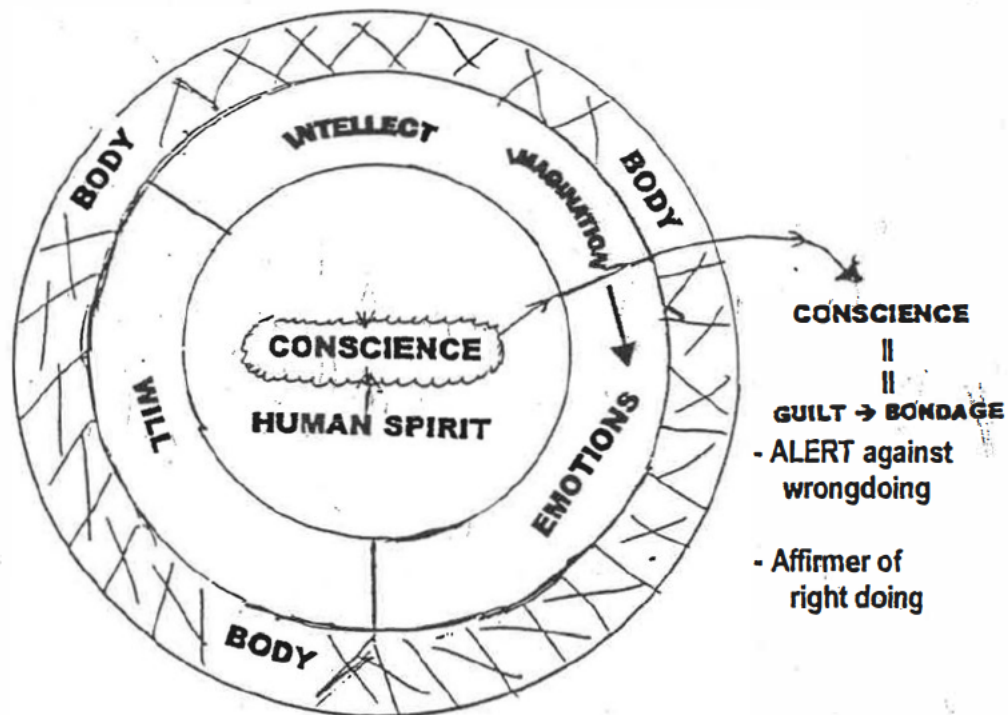 INTELLECT
IMAGINATION
BODY
BODY
CONSCIENCE
HUMAN SPIRIT
WILL
EMOTIONS
BODY
CONSCIENCE
||
||
GUILT → BONDAGE
- ALERT against
wrongdoing
- Affirmer of
right doing